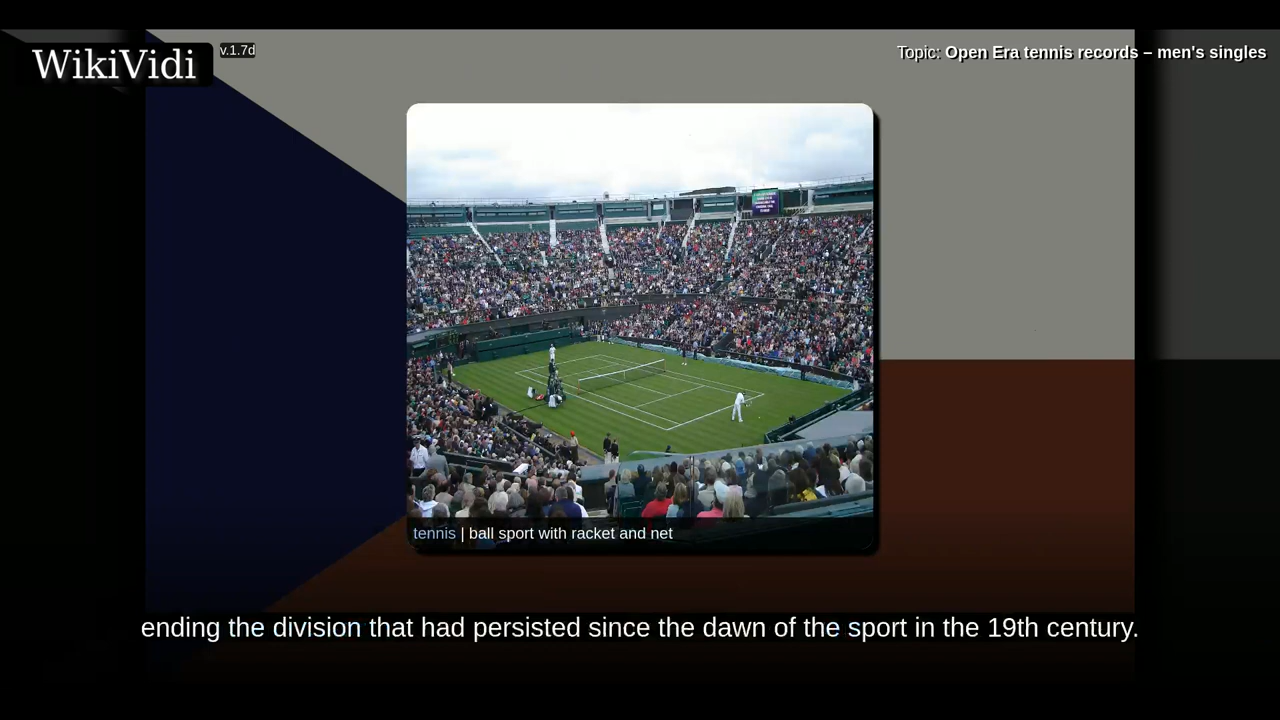 WikiVidi
v.1.7d
Topic: Open Era tennis records – men's singles
tennis | ball sport with racket and net
ending the division that had persisted since the dawn of the sport in the 19th century.